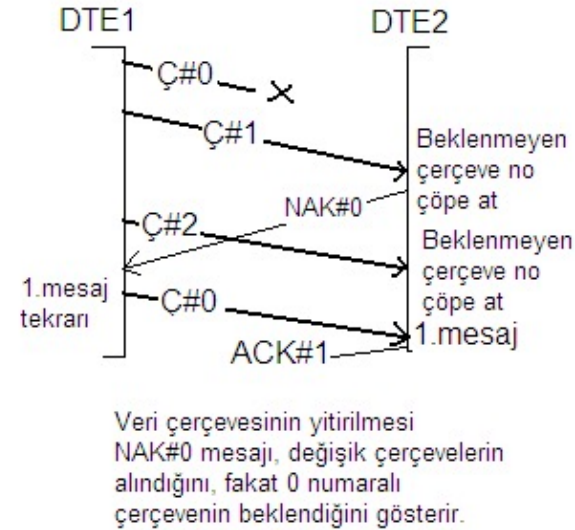 DTE1
DTE2
Ç#0
Ç#1
Beklenmeyen
çerçeve no
çöpe at
NAK#0
Ç#2
Beklenmeyen
çerçeve no
çöpe at
1.mesaj
tekrarı
Ç#0
1.mesaj
ACK#1
Veri çerçevesinin yitirilmesi
NAK#0 mesajı, değişik çerçevelerin
alındığını, fakat 0 numaralı
çerçevenin beklendiğini gösterir.